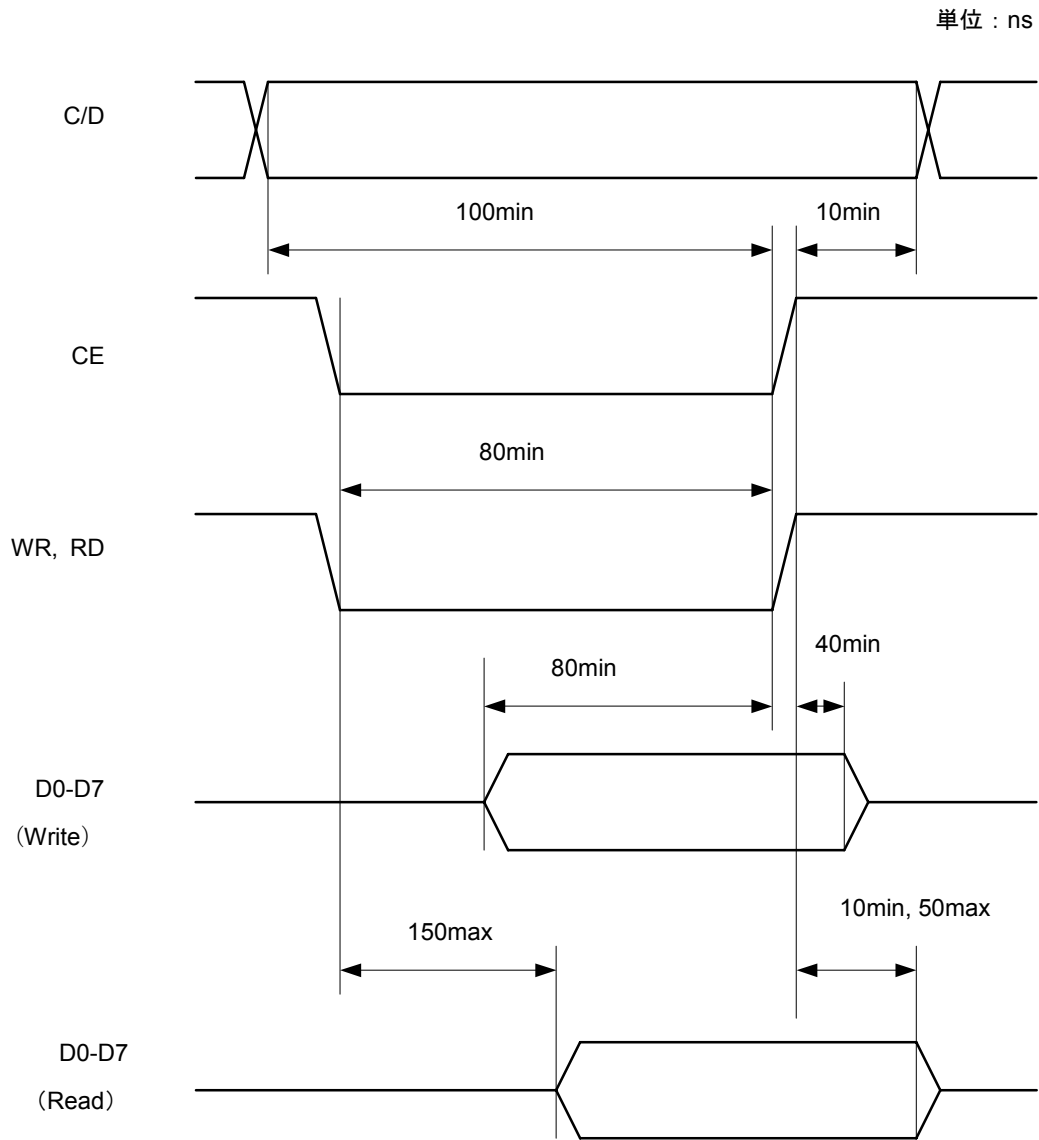 単位：ns
C/D
100min
10min
CE
80min
WR, RD
40min
80min
D0-D7
（Write）
10min, 50max
150max
D0-D7
（Read）